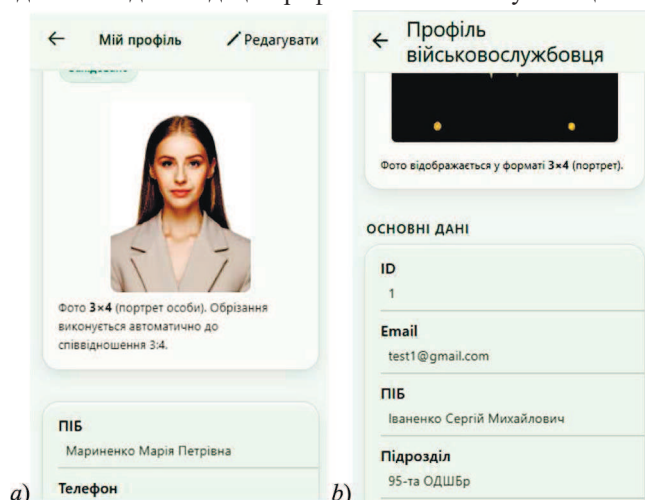 Мій профіль
Редагувати
Фото 3×4 (портрет особи). Обрізання
виконується автоматично до
співвідношення 3:4.
ПІБ
Мариненко Марія Петрівна
Телефон
a)
Профіль
військовослужбовця
Фото відображається у форматі 3×4 (портрет).
ОСНОВНІ ДАНІ
ID
1
Email
test1@gmail.com
ПІБ
Іваненко Сергій Михайлович
Підрозділ
95-та ОДШБр
b)